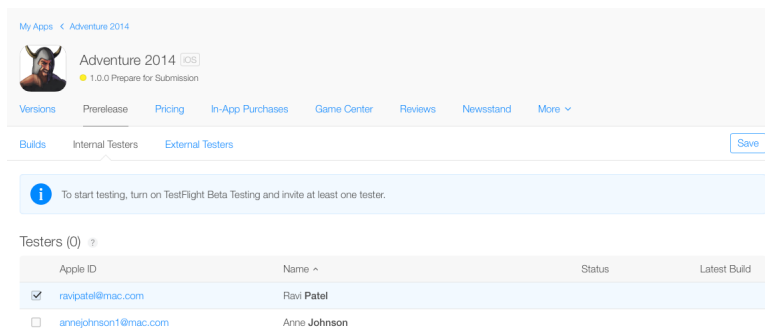 My Apps < Adventure 2014
Adventure 2014 iOS
1.0.0 Prepare for Submission
Versions Prerelease Pricing In-App Purchases Game Center Reviews Newsstand More
Builds Internal Testers External Testers Save
i To start testing, turn on TestFlight Beta Testing and invite at least one tester.
Testers (0) ?
Apple ID Name Status Latest Build
ravipatel@mac.com Ravi Patel
annejohnson1@mac.com Anne Johnson